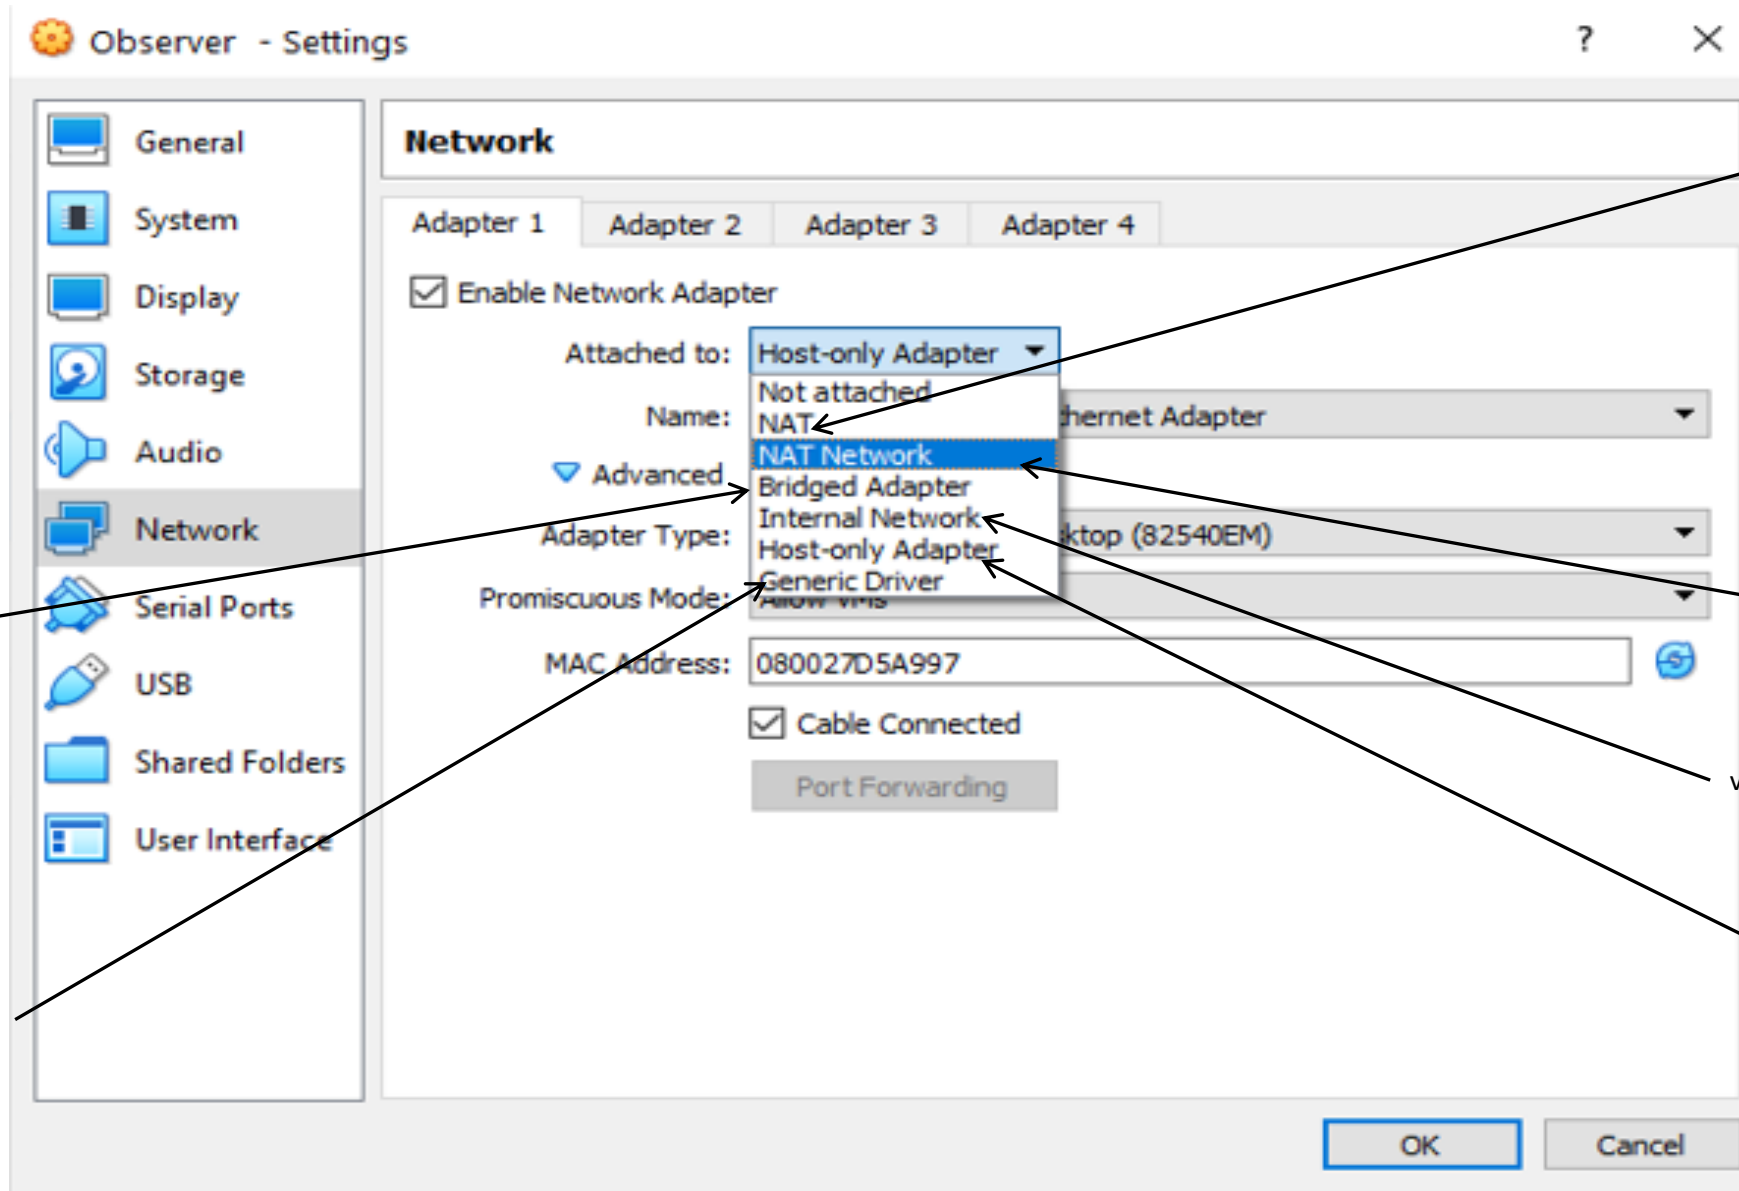 Observer - Settings ?
General
System
Display
Storage
Audio
Network
Serial Ports
USB
Shared Folders
User Interface
Network
Adapter 1 Adapter 2 Adapter 3 Adapter 4
Enable Network Adapter
Attached to: Host-only Adapter
Not attached
NAT
NAT Network
Bridged Adapter
Internal Network
Host-only Adapter
Generic Driver
Name: hernet Adapter
Advanced
Adapter Type: ktop (82540EM)
Promiscuous Mode: Allow VMs
MAC Address: 080027D5A997
Cable Connected
Port Forwarding
v
OK Cancel